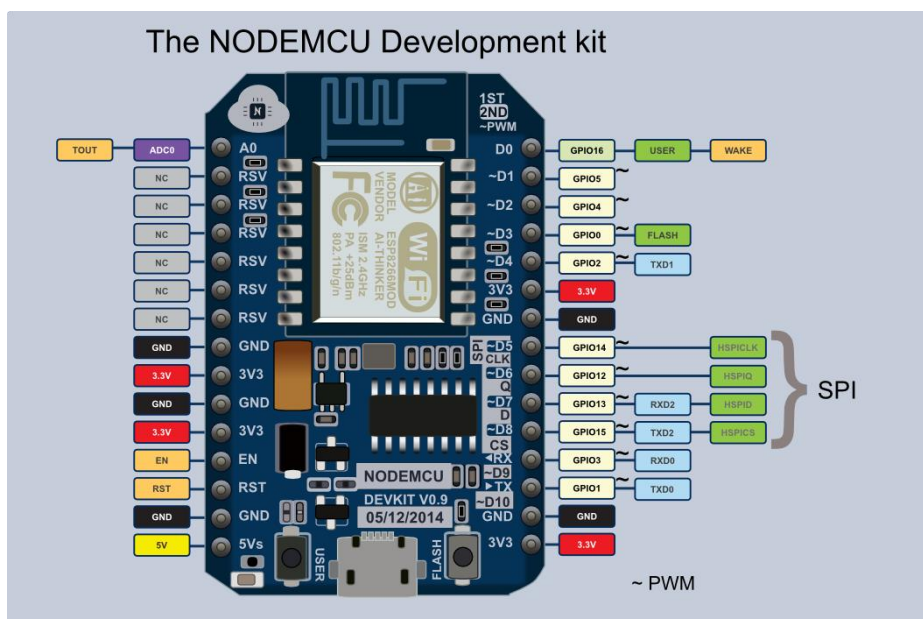 The NODEMCU Development kit
1ST
2ND
~PWM
TOUT ADC0 A0 D0 GPIO16 USER WAKE
NC RSV ~D1 GPIO5 ~
NC RSV ~D2 GPIO4 ~
NC RSV ~D3 GPIO0 ~ FLASH
NC RSV ~D4 GPIO2 ~ TXD1
NC RSV 3V3 3.3V
NC RSV GND GND
GND GND ~D5 GPIO14 ~ HSPICLK
SPI CLK
3.3V 3V3 ~D6 GPIO12 ~ HSPIQ
Q
GND GND ~D7 GPIO13 ~ RXD2 HSPID
D
3.3V 3V3 ~D8 GPIO15 ~ TXD2 HSPICS
CS
SPI
EN EN ◄RX GPIO3 ~ RXD0
~D9
RST RST ►TX GPIO1 ~ TXD0
~D10
GND GND GND GND
5V 5Vs 3V3 3.3V
MODEL ESP8266MOD
VENDOR AI-THINKER
ISM 2.4GHz
PA +25dBm
802.11b/g/n
FC
AI
WiFi
N
NODEMCU
DEVKIT V0.9
05/12/2014
USER
FLASH
~ PWM